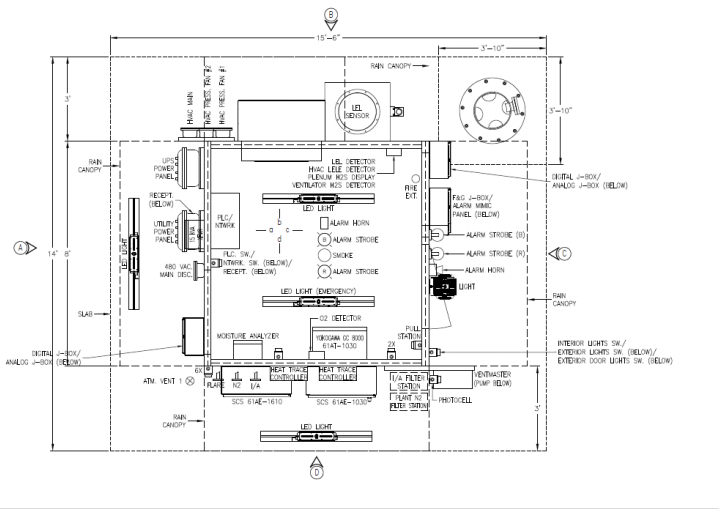 B
15'-6"
3'-10"
RAIN CANOPY
HVAC MAIN
HVAC PRESS. FAN #2
HVAC PRESS. FAN #1
3'
LEL
SENSOR
3'-10"
RAIN
CANOPY
UPS
POWER
PANEL
LEL DETECTOR
HVAC LELE DETECTOR
PLENUM M2S DISPLAY
VENTILATOR M2S DETECTOR
FIRE
EXT.
DIGITAL J-BOX/
ANALOG J-BOX (BELOW)
RECEPT.
(BELOW)
LED LIGHT
F&G J-BOX/
ALARM MIMIC
PANEL (BELOW)
PLC/
NTWRK
15 KVA
UTILITY
POWER
PANEL
a
b
c
d
ALARM HORN
B
ALARM STROBE
ALARM STROBE (B)
A
14' 8"
LED LIGHT
PLC. SW./
NTWRK. SW. (BELOW)/
RECEPT. (BELOW)
SMOKE
ALARM STROBE (R)
C
480 VAC.
MAIN DISC.
R
ALARM STROBE
ALARM HORN
LED LIGHT (EMERGENCY)
LIGHT
RAIN
CANOPY
SLAB
O2 DETECTOR
PULL
STATION
MOISTURE ANALYZER
YOKOGAWA GC 8000
61AT-1030
2X
INTERIOR LIGHTS SW./
EXTERIOR LIGHTS SW. (BELOW)/
EXTERIOR DOOR LIGHTS SW. (BELOW)
DIGITAL J-BOX/
ANALOG J-BOX (BELOW)
6X
ATM. VENT 1
FLARE
N2
I/A
HEAT TRACE
CONTROLLER
HEAT TRACE
CONTROLLER
I/A FILTER
STATION
VENTMASTER
(PUMP BELOW)
SCS 61AE-1610
SCS 61AE-1030
PLANT N2
FILTER STATION
PHOTOCELL
3'
RAIN
CANOPY
LED LIGHT
D